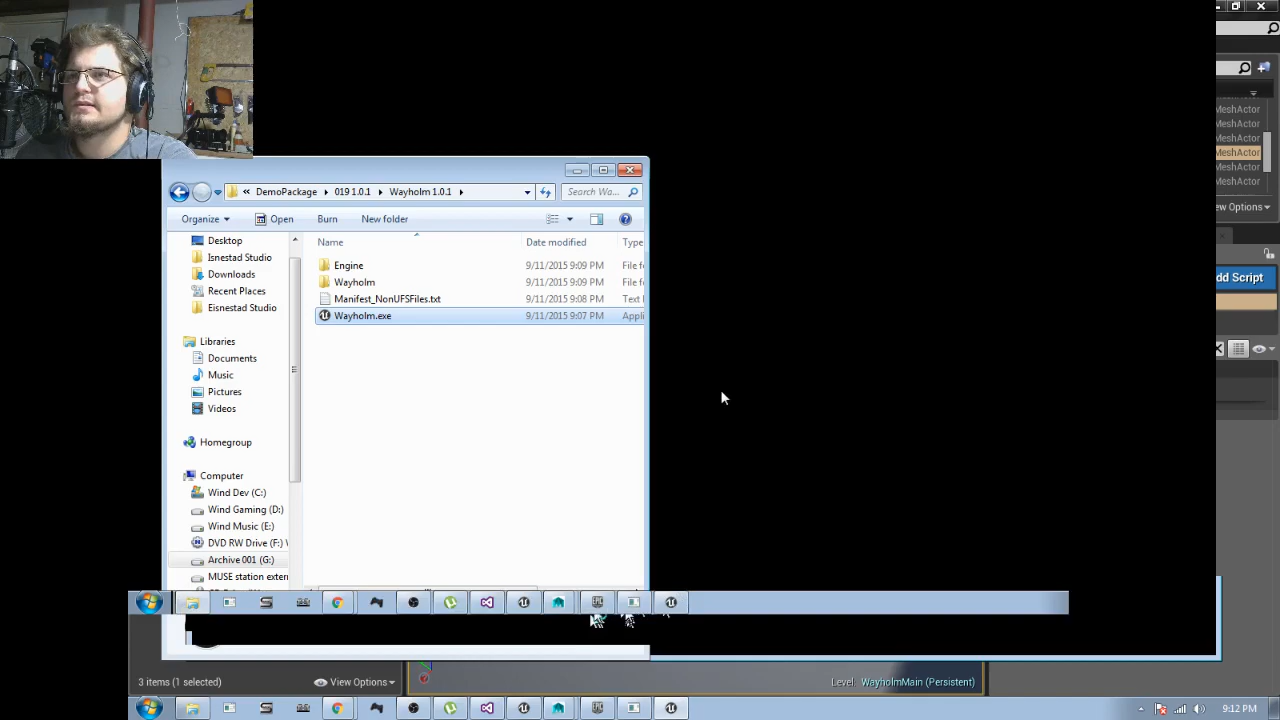 MeshActor
MeshActor
MeshActor
MeshActor
MeshActor
MeshActor
ew Options
dd Script
« DemoPackage ▸ 019 1.0.1 ▸ Wayholm 1.0.1 ▸
Search Wa...
Organize
Open
Burn
New folder
Name
Date modified
Type
Desktop
Isnestad Studio
Downloads
Recent Places
Eisnestad Studio
Libraries
Documents
Music
Pictures
Videos
Homegroup
Computer
Wind Dev (C:)
Wind Gaming (D:)
Wind Music (E:)
DVD RW Drive (F:)
Archive 001 (G:)
MUSE station exter
Engine 9/11/2015 9:09 PM File f
Wayholm 9/11/2015 9:09 PM File f
Manifest_NonUFSFiles.txt 9/11/2015 9:08 PM Text
Wayholm.exe 9/11/2015 9:07 PM Appli
3 items (1 selected)
View Options
Level: WayholmMain (Persistent)
9:12 PM